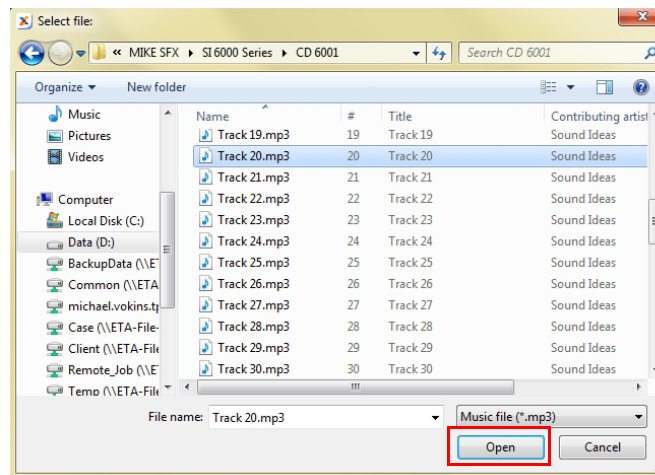 Select file:
« MIKE SFX ▸ SI 6000 Series ▸ CD 6001
Search CD 6001
Organize ▾ New folder
Name # Title Contributing artist
Music
Pictures
Videos
Computer
Local Disk (C:)
Data (D:)
BackupData (\\E
Common (\\ETA
michael.vokins.t
Case (\\ETA-File-
Client (\\ETA-File
Remote_Job (\\E
Temp (\\ETA-File
Track 19.mp3 19 Track 19 Sound Ideas
Track 20.mp3 20 Track 20 Sound Ideas
Track 21.mp3 21 Track 21 Sound Ideas
Track 22.mp3 22 Track 22 Sound Ideas
Track 23.mp3 23 Track 23 Sound Ideas
Track 24.mp3 24 Track 24 Sound Ideas
Track 25.mp3 25 Track 25 Sound Ideas
Track 26.mp3 26 Track 26 Sound Ideas
Track 27.mp3 27 Track 27 Sound Ideas
Track 28.mp3 28 Track 28 Sound Ideas
Track 29.mp3 29 Track 29 Sound Ideas
Track 30.mp3 30 Track 30 Sound Ideas
File name: Track 20.mp3
Music file (*.mp3)
Open Cancel